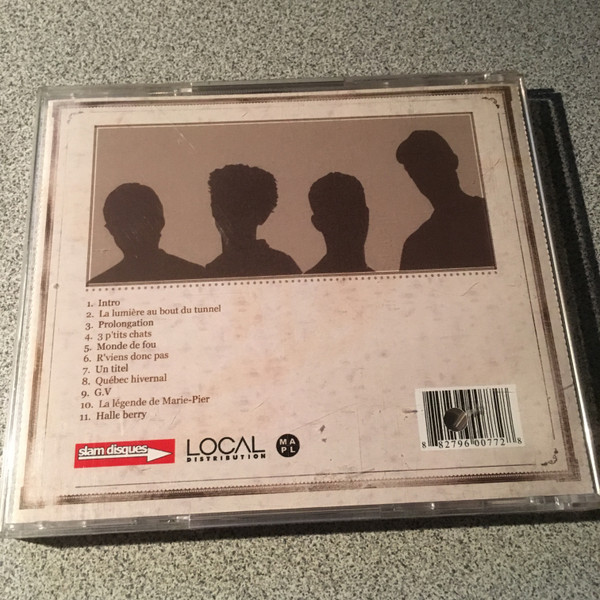 1. Intro
2. La lumière au bout du tunnel
3. Prolongation
4. 3 p'tits chats
5. Monde de fou
6. R'viens donc pas
7. Un titel
8. Québec hivernal
9. G.V
10. La légende de Marie-Pier
11. Halle berry
slam disques
LOCAL
DISTRIBUTION
MA
PL
8 82796 00772 8